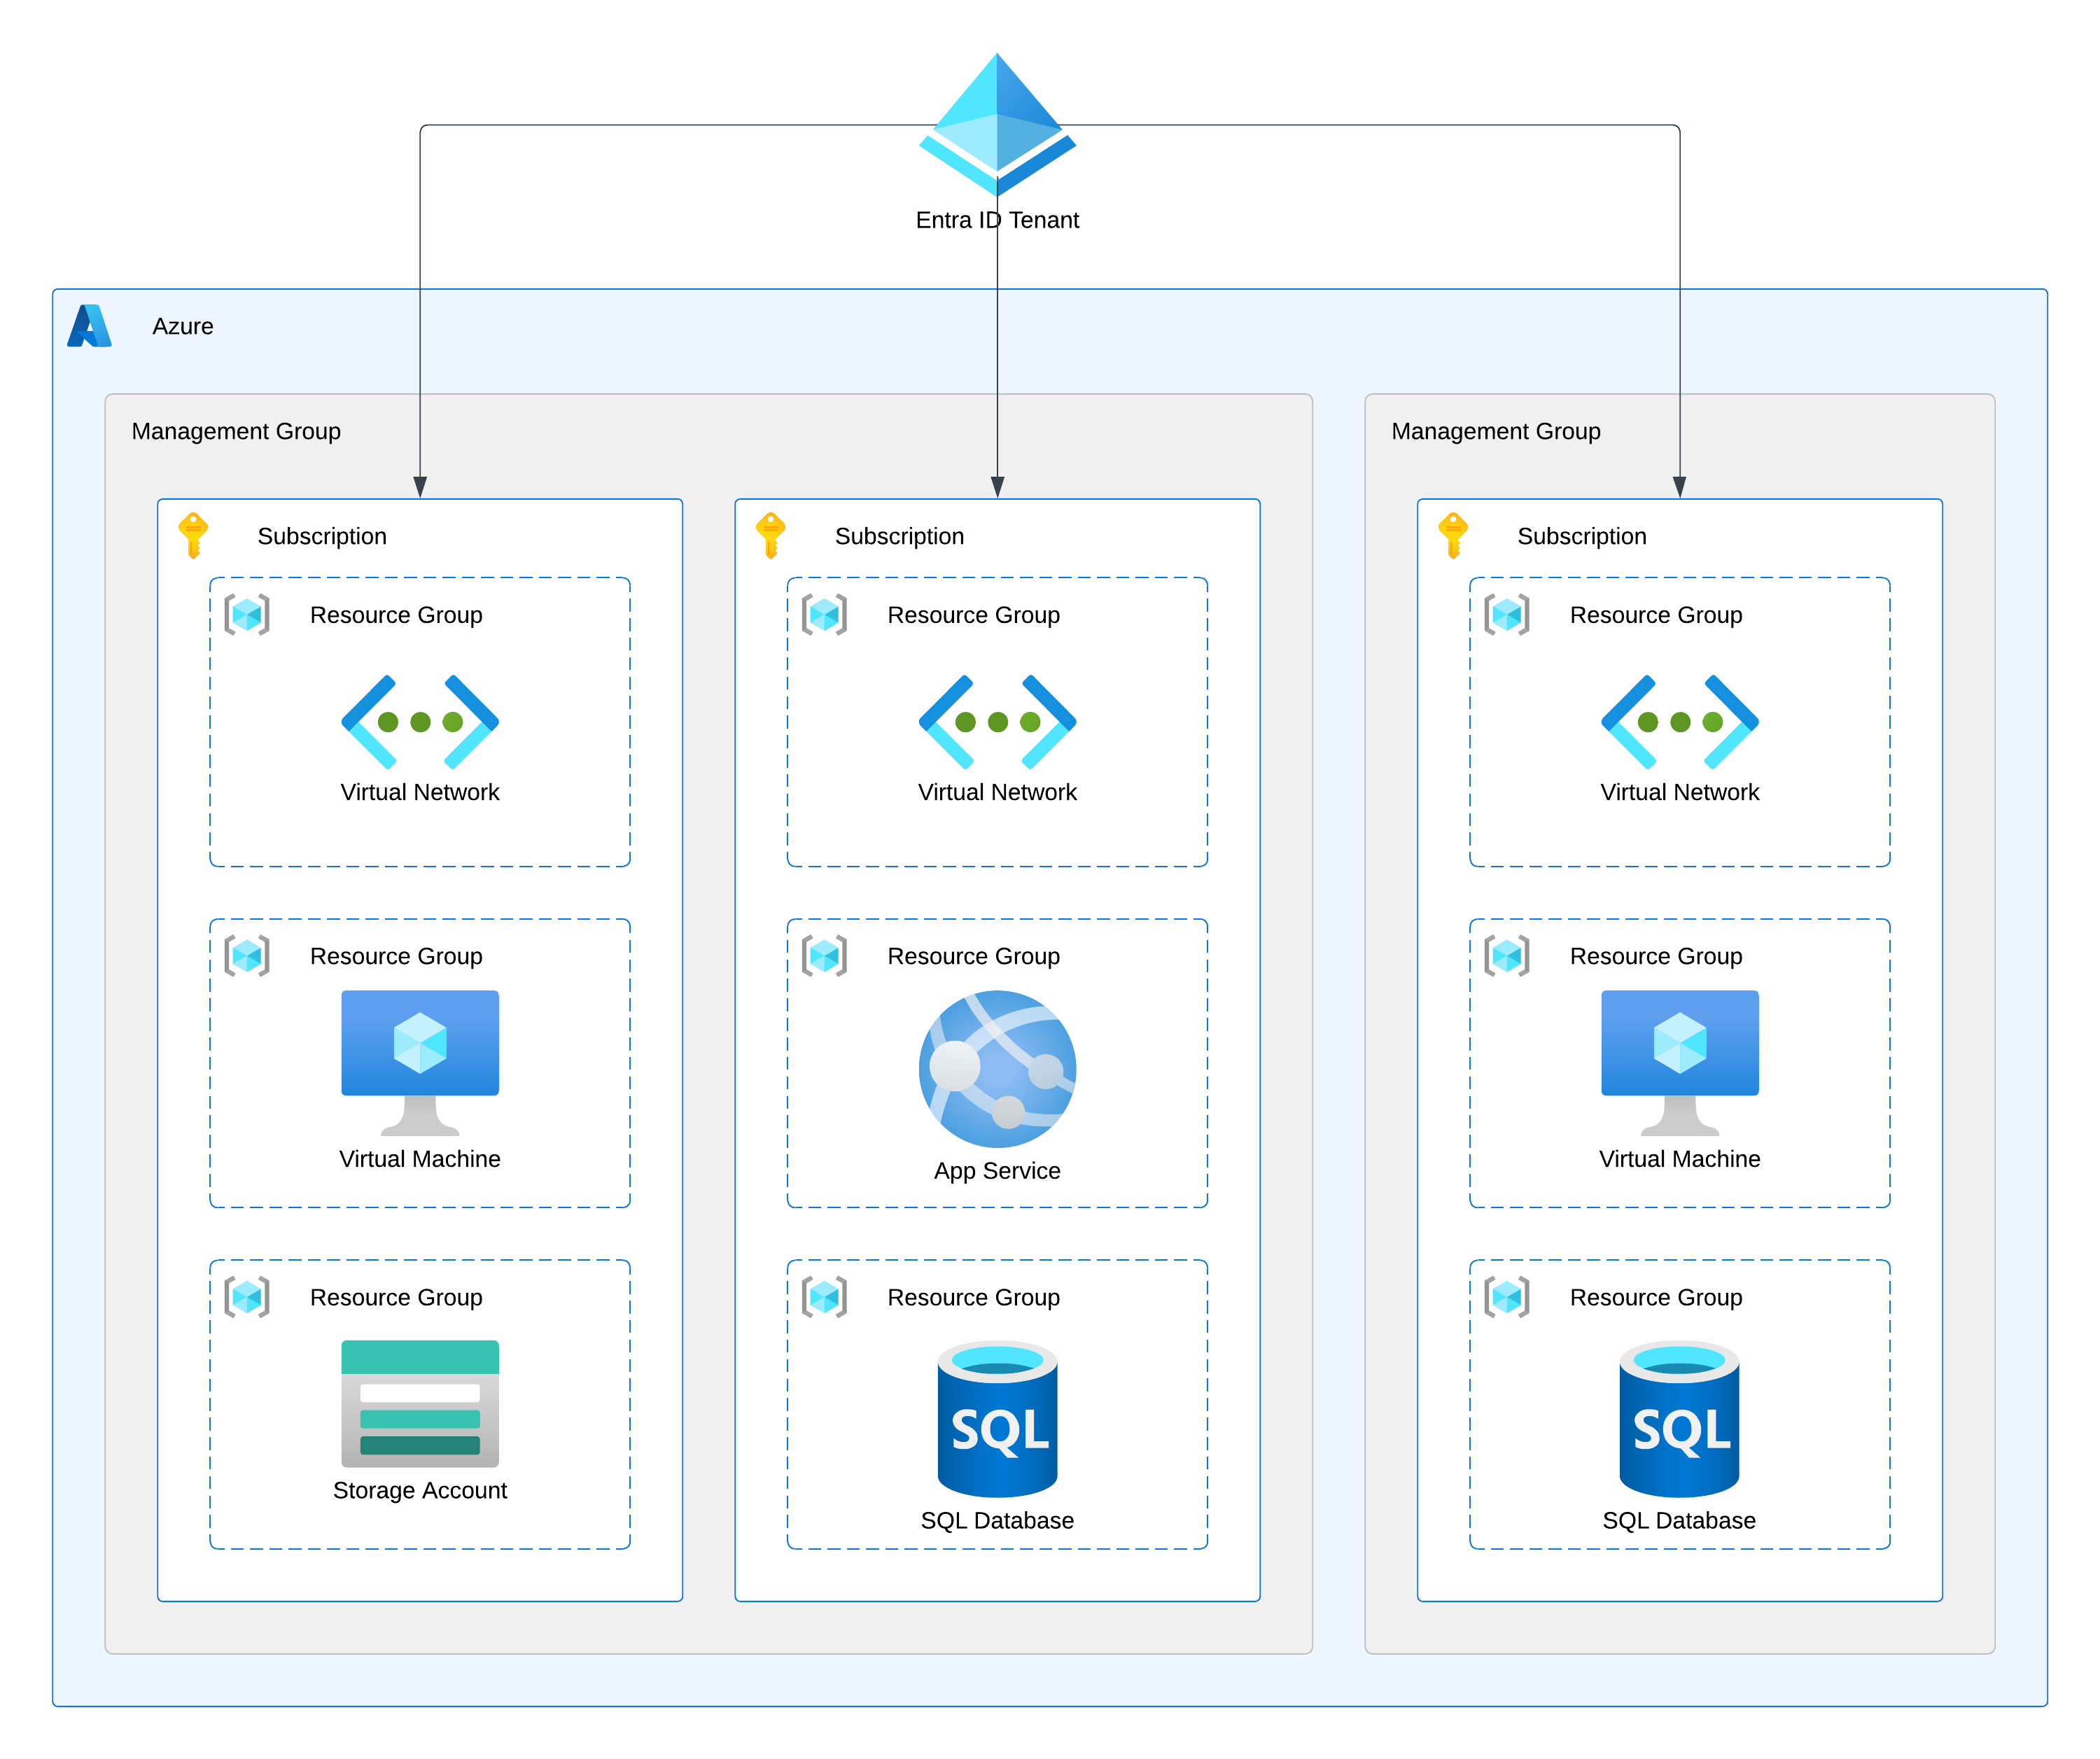 Entra ID Tenant
Azure
Management Group
Management Group
Subscription
Subscription
Subscription
Resource Group
Resource Group
Resource Group
Virtual Network
Virtual Network
Virtual Network
Resource Group
Resource Group
Resource Group
Virtual Machine
App Service
Virtual Machine
Resource Group
Resource Group
Resource Group
SQL
SQL
Storage Account
SQL Database
SQL Database